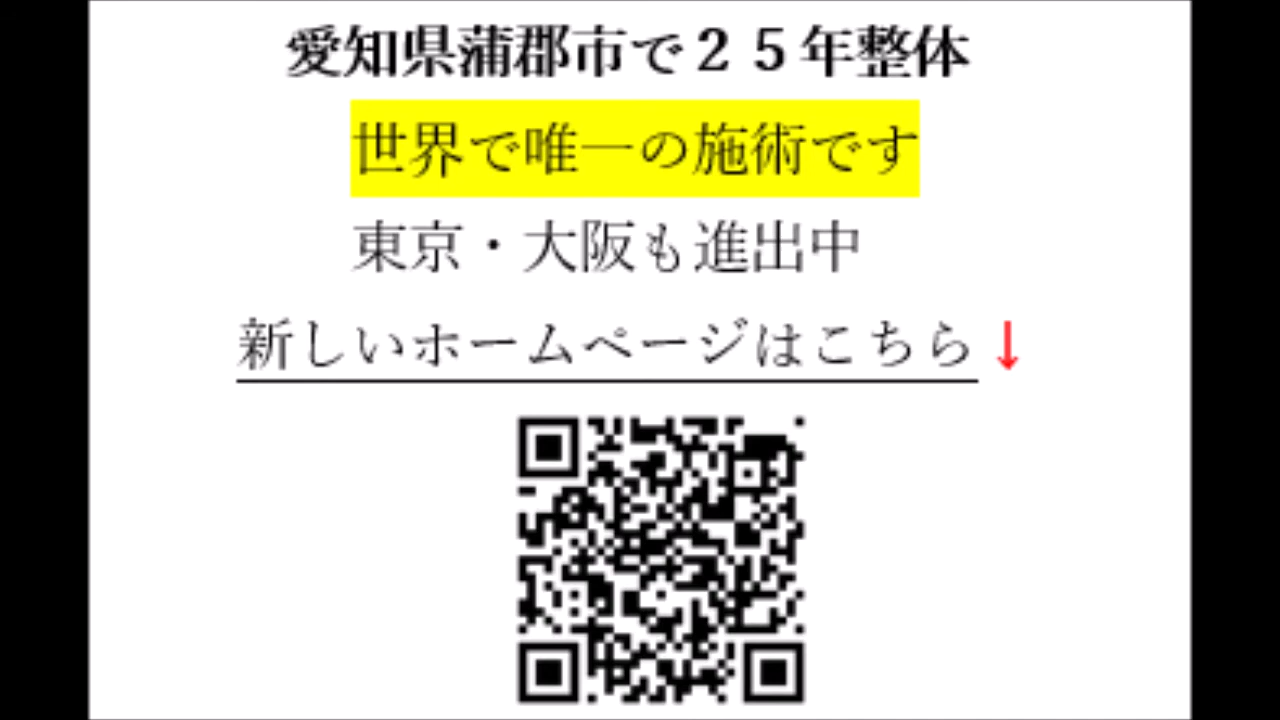 愛知県蒲郡市で２５年整体
世界で唯一の施術です
東京・大阪も進出中
新しいホームページはこちら↓